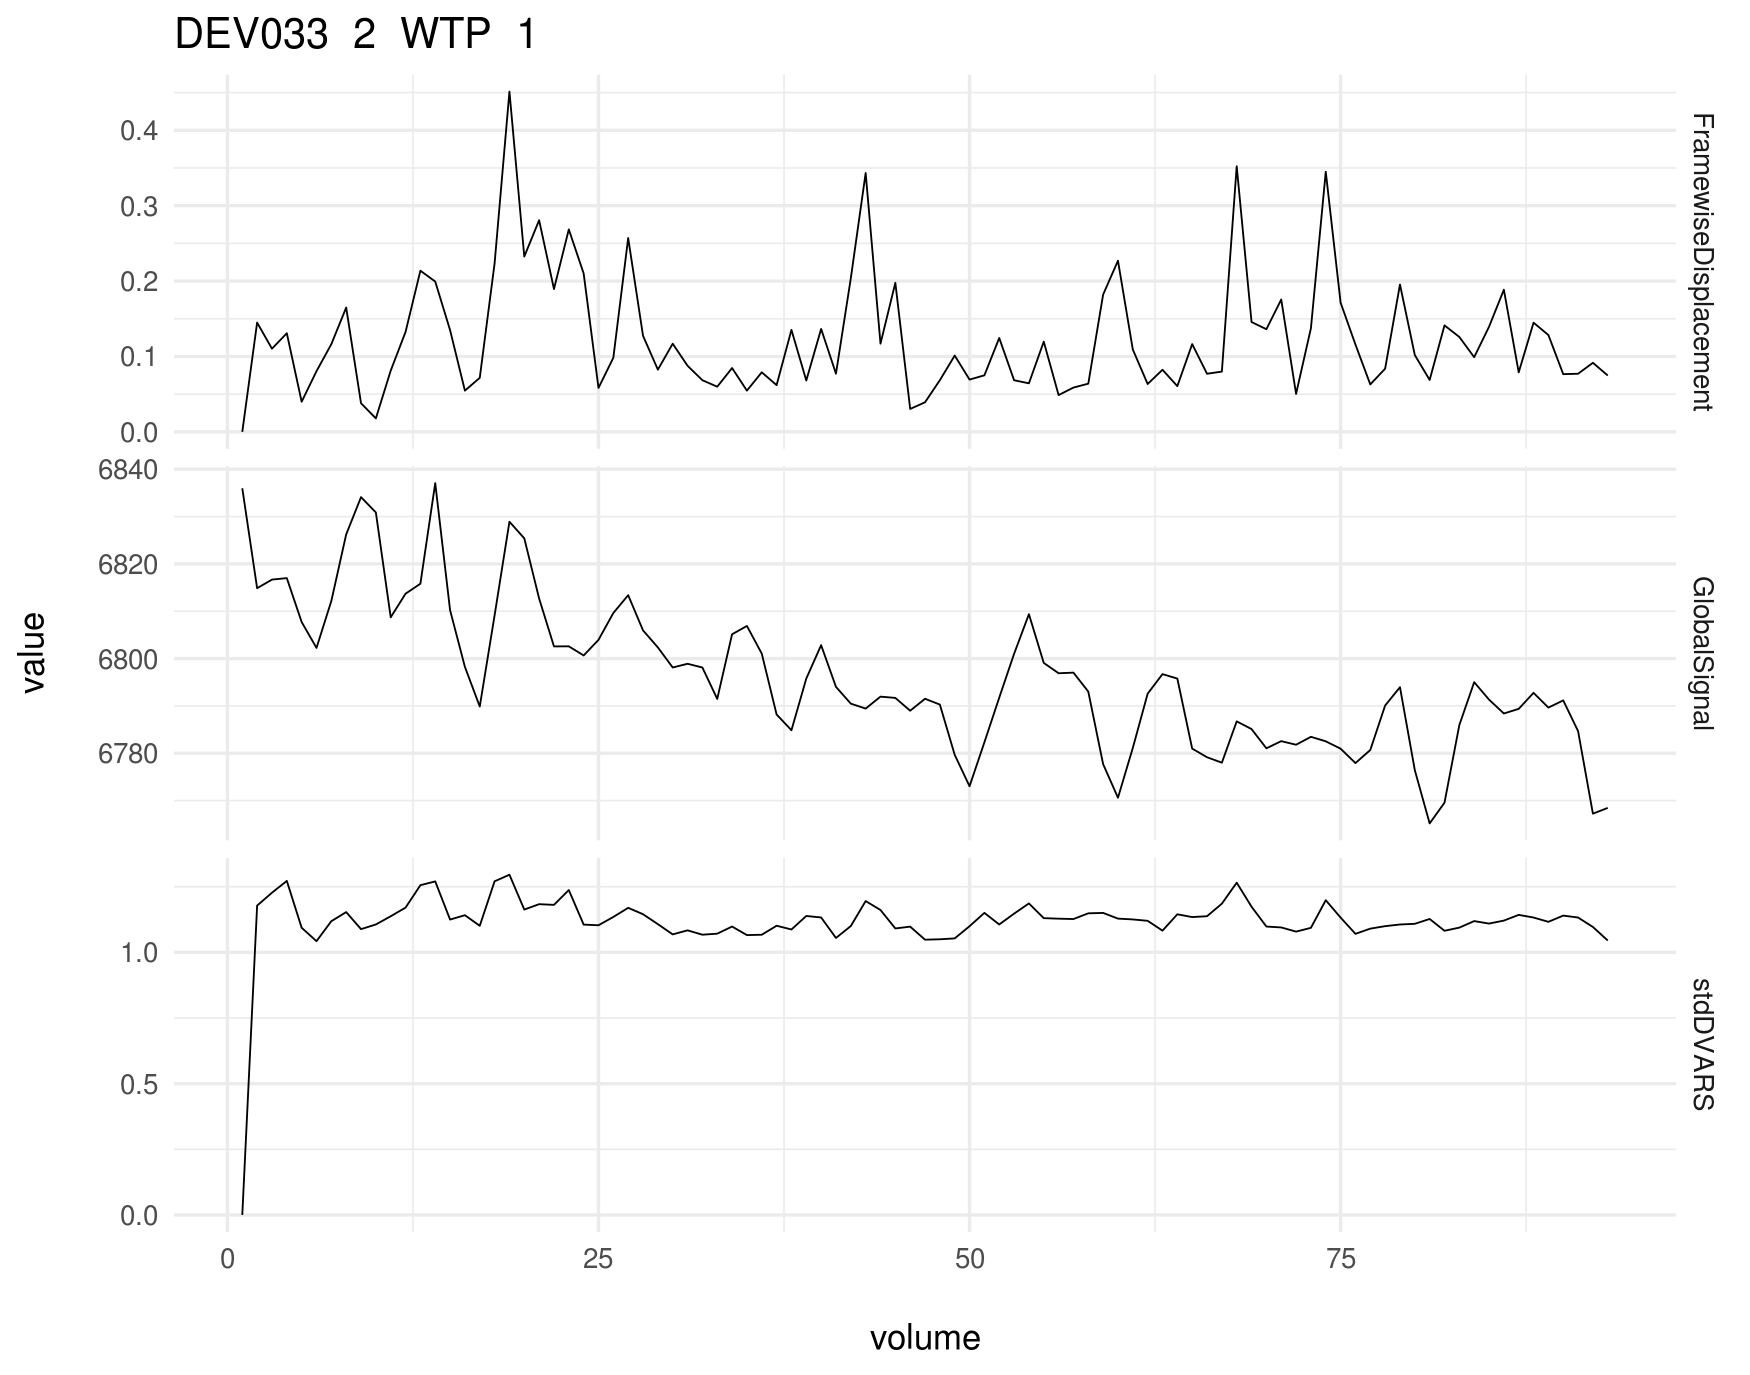 DEV033 2 WTP 1
0.4
0.3
0.2
0.1
0.0
FramewiseDisplacement
6840
6820
6800
6780
GlobalSignal
value
1.0
0.5
0.0
stdDVARS
0 25 50 75
volume